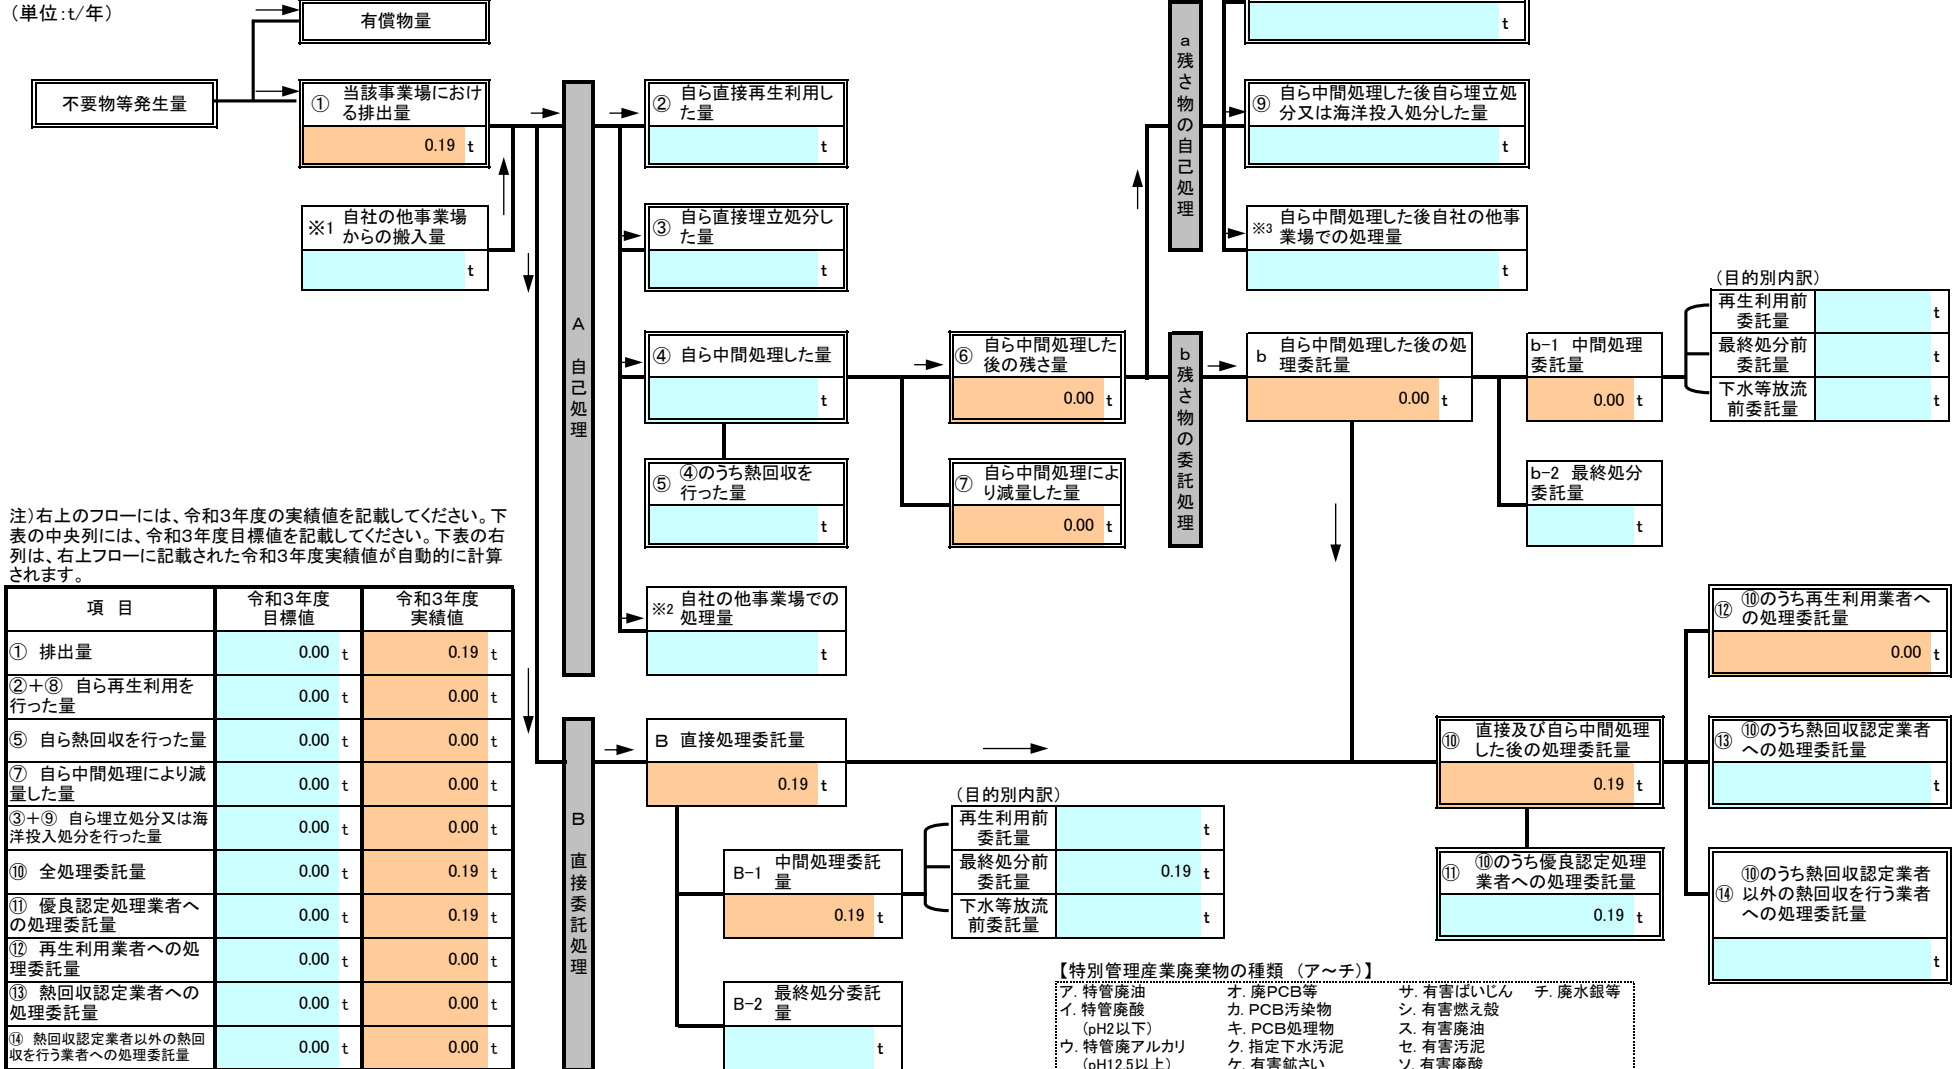 (単位:t/年)
有償物量
t
不要物等発生量
① 当該事業場におけ
る排出量
0.19 t
② 自ら直接再生利用し
た量
t
a 残さ物の自己処理
⑨ 自ら中間処理した後自ら埋立処
分又は海洋投入処分した量
t
※1 自社の他事業場
からの搬入量
t
③ 自ら直接埋立処分し
た量
t
※3 自ら中間処理した後自社の他事
業場での処理量
t
A 自己処理
④ 自ら中間処理した量
t
⑥ 自ら中間処理した
後の残さ量
0.00 t
b 残さ物の委託処理
b 自ら中間処理した後の処
理委託量
0.00 t
b-1 中間処理
委託量
0.00 t
(目的別内訳)
再生利用前
委託量
t
最終処分前
委託量
t
下水等放流
前委託量
t
⑤ ④のうち熱回収を
行った量
t
⑦ 自ら中間処理によ
り減量した量
0.00 t
b-2 最終処分
委託量
t
注)右上のフローには、令和3年度の実績値を記載してください。下
表の中央列には、令和3年度目標値を記載してください。下表の右
列は、右上フローに記載された令和3年度実績値が自動的に計算
されます。
※2 自社の他事業場での
処理量
t
⑫ ⑩のうち再生利用業者へ
の処理委託量
0.00 t
項 目 令和3年度 目標値 令和3年度 実績値
① 排出量 0.00 t 0.19 t
②+⑧ 自ら再生利用を
行った量 0.00 t 0.00 t
⑤ 自ら熱回収を行った量 0.00 t 0.00 t
⑦ 自ら中間処理により減
量した量 0.00 t 0.00 t
③+⑨ 自ら埋立処分又は海
洋投入処分を行った量 0.00 t 0.00 t
⑩ 全処理委託量 0.00 t 0.19 t
⑪ 優良認定処理業者へ
の処理委託量 0.00 t 0.19 t
⑫ 再生利用業者への処
理委託量 0.00 t 0.00 t
⑬ 熱回収認定業者への
処理委託量 0.00 t 0.00 t
⑭ 熱回収認定業者以外の熱回
収を行う業者への処理委託量 0.00 t 0.00 t
B 直接委託処理
B 直接処理委託量
0.19 t
⑩ 直接及び自ら中間処理
した後の処理委託量
0.19 t
⑬ ⑩のうち熱回収認定業者
への処理委託量
t
(目的別内訳)
再生利用前
委託量
t
最終処分前
委託量
0.19 t
下水等放流
前委託量
t
B-1 中間処理委託
量
0.19 t
⑪ ⑩のうち優良認定処理
業者への処理委託量
0.19 t
⑭ ⑩のうち熱回収認定業者
以外の熱回収を行う業者
への処理委託量
t
B-2 最終処分委託
量
t
【特別管理産業廃棄物の種類 (ア~チ)】
ア. 特管廃油 オ. 廃PCB等 サ. 有害ばいじん チ. 廃水銀等
イ. 特管廃酸 カ. PCB汚染物 シ. 有害燃え殻
(pH2以下) キ. PCB処理物 ス. 有害廃油
ウ. 特管廃アルカリ ク. 指定下水汚泥 セ. 有害汚泥
(pH12.5以上) ケ. 有害鉱さい ソ. 有害廃酸